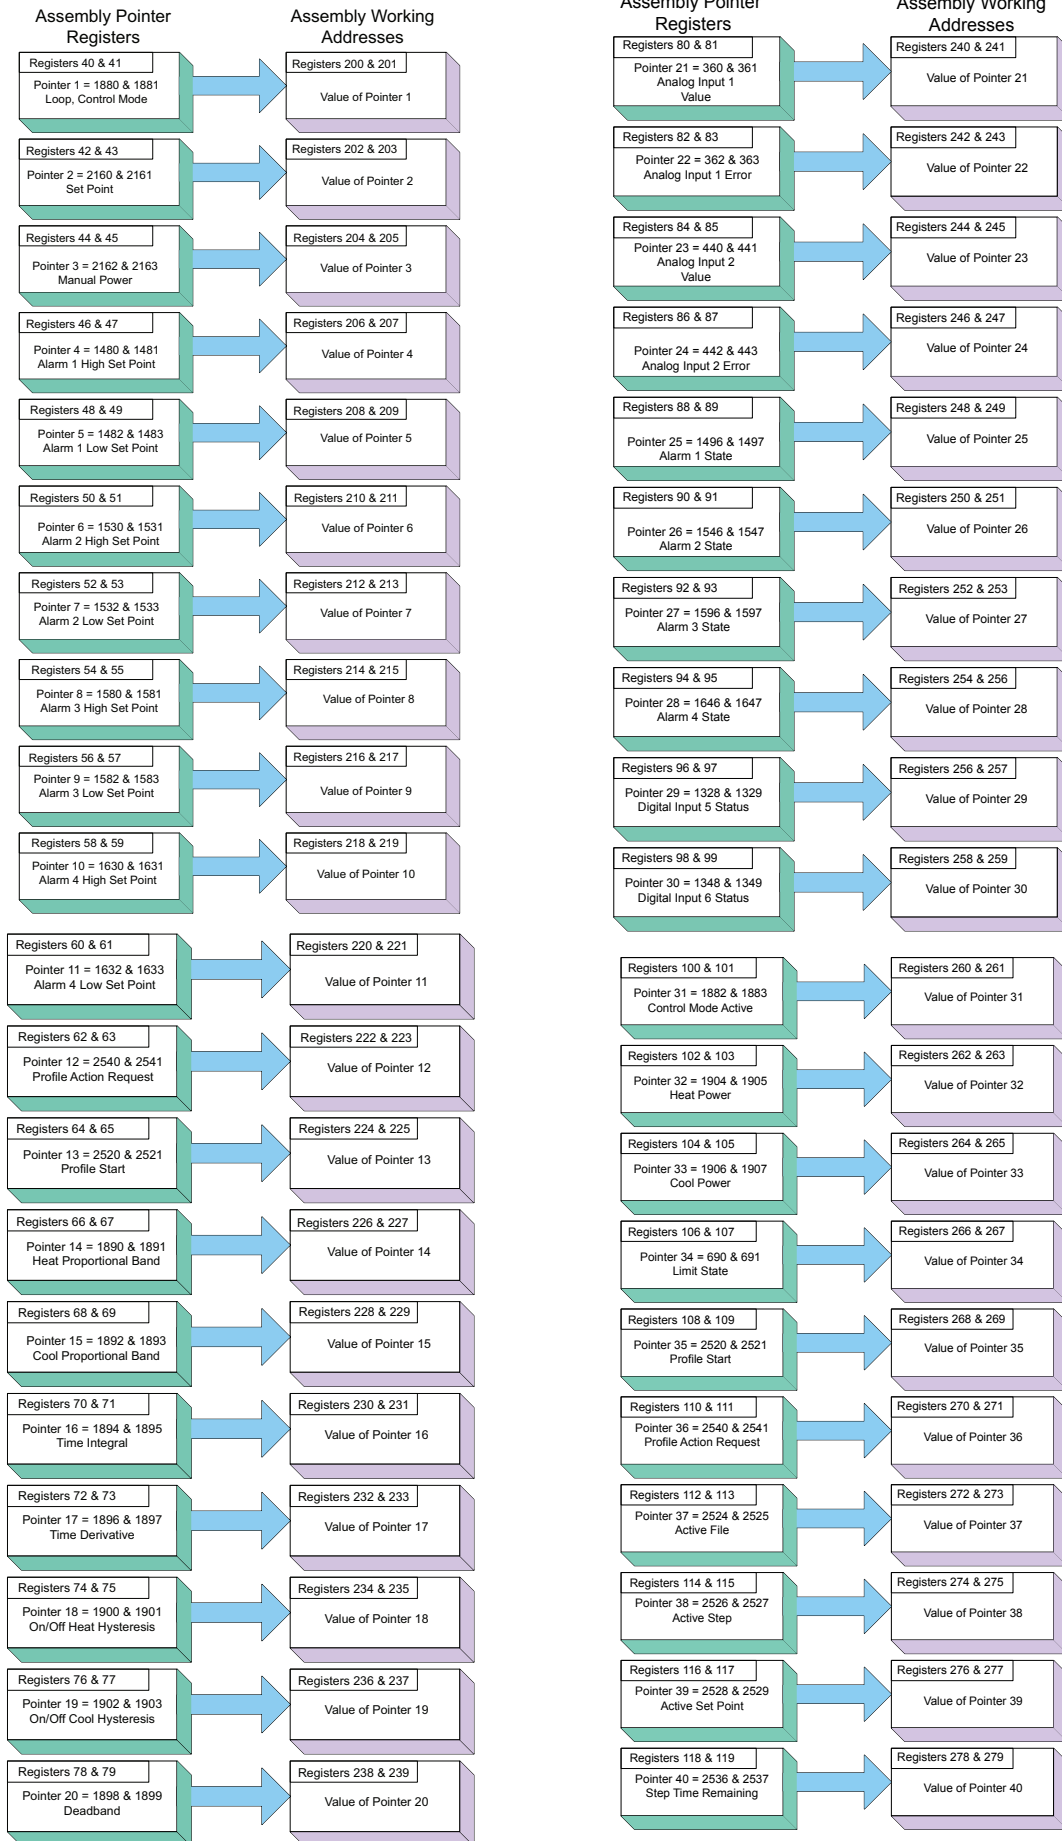 Assembly Pointer
Registers
Assembly Working
Addresses
Registers 40 & 41
Pointer 1 = 1880 & 1881
Loop, Control Mode
Registers 200 & 201
Value of Pointer 1
Registers 42 & 43
Pointer 2 = 2160 & 2161
Set Point
Registers 202 & 203
Value of Pointer 2
Registers 44 & 45
Pointer 3 = 2162 & 2163
Manual Power
Registers 204 & 205
Value of Pointer 3
Registers 46 & 47
Pointer 4 = 1480 & 1481
Alarm 1 High Set Point
Registers 206 & 207
Value of Pointer 4
Registers 48 & 49
Pointer 5 = 1482 & 1483
Alarm 1 Low Set Point
Registers 208 & 209
Value of Pointer 5
Registers 50 & 51
Pointer 6 = 1530 & 1531
Alarm 2 High Set Point
Registers 210 & 211
Value of Pointer 6
Registers 52 & 53
Pointer 7 = 1532 & 1533
Alarm 2 Low Set Point
Registers 212 & 213
Value of Pointer 7
Registers 54 & 55
Pointer 8 = 1580 & 1581
Alarm 3 High Set Point
Registers 214 & 215
Value of Pointer 8
Registers 56 & 57
Pointer 9 = 1582 & 1583
Alarm 3 Low Set Point
Registers 216 & 217
Value of Pointer 9
Registers 58 & 59
Pointer 10 = 1630 & 1631
Alarm 4 High Set Point
Registers 218 & 219
Value of Pointer 10
Registers 60 & 61
Pointer 11 = 1632 & 1633
Alarm 4 Low Set Point
Registers 220 & 221
Value of Pointer 11
Registers 62 & 63
Pointer 12 = 2540 & 2541
Profile Action Request
Registers 222 & 223
Value of Pointer 12
Registers 64 & 65
Pointer 13 = 2520 & 2521
Profile Start
Registers 224 & 225
Value of Pointer 13
Registers 66 & 67
Pointer 14 = 1890 & 1891
Heat Proportional Band
Registers 226 & 227
Value of Pointer 14
Registers 68 & 69
Pointer 15 = 1892 & 1893
Cool Proportional Band
Registers 228 & 229
Value of Pointer 15
Registers 70 & 71
Pointer 16 = 1894 & 1895
Time Integral
Registers 230 & 231
Value of Pointer 16
Registers 72 & 73
Pointer 17 = 1896 & 1897
Time Derivative
Registers 232 & 233
Value of Pointer 17
Registers 74 & 75
Pointer 18 = 1900 & 1901
On/Off Heat Hysteresis
Registers 234 & 235
Value of Pointer 18
Registers 76 & 77
Pointer 19 = 1902 & 1903
On/Off Cool Hysteresis
Registers 236 & 237
Value of Pointer 19
Registers 78 & 79
Pointer 20 = 1898 & 1899
Deadband
Registers 238 & 239
Value of Pointer 20
Assembly Pointer
Registers
Assembly Working
Addresses
Registers 80 & 81
Pointer 21 = 360 & 361
Analog Input 1
Value
Registers 240 & 241
Value of Pointer 21
Registers 82 & 83
Pointer 22 = 362 & 363
Analog Input 1 Error
Registers 242 & 243
Value of Pointer 22
Registers 84 & 85
Pointer 23 = 440 & 441
Analog Input 2
Value
Registers 244 & 245
Value of Pointer 23
Registers 86 & 87
Pointer 24 = 442 & 443
Analog Input 2 Error
Registers 246 & 247
Value of Pointer 24
Registers 88 & 89
Pointer 25 = 1496 & 1497
Alarm 1 State
Registers 248 & 249
Value of Pointer 25
Registers 90 & 91
Pointer 26 = 1546 & 1547
Alarm 2 State
Registers 250 & 251
Value of Pointer 26
Registers 92 & 93
Pointer 27 = 1596 & 1597
Alarm 3 State
Registers 252 & 253
Value of Pointer 27
Registers 94 & 95
Pointer 28 = 1646 & 1647
Alarm 4 State
Registers 254 & 256
Value of Pointer 28
Registers 96 & 97
Pointer 29 = 1328 & 1329
Digital Input 5 Status
Registers 256 & 257
Value of Pointer 29
Registers 98 & 99
Pointer 30 = 1348 & 1349
Digital Input 6 Status
Registers 258 & 259
Value of Pointer 30
Registers 100 & 101
Pointer 31 = 1882 & 1883
Control Mode Active
Registers 260 & 261
Value of Pointer 31
Registers 102 & 103
Pointer 32 = 1904 & 1905
Heat Power
Registers 262 & 263
Value of Pointer 32
Registers 104 & 105
Pointer 33 = 1906 & 1907
Cool Power
Registers 264 & 265
Value of Pointer 33
Registers 106 & 107
Pointer 34 = 690 & 691
Limit State
Registers 266 & 267
Value of Pointer 34
Registers 108 & 109
Pointer 35 = 2520 & 2521
Profile Start
Registers 268 & 269
Value of Pointer 35
Registers 110 & 111
Pointer 36 = 2540 & 2541
Profile Action Request
Registers 270 & 271
Value of Pointer 36
Registers 112 & 113
Pointer 37 = 2524 & 2525
Active File
Registers 272 & 273
Value of Pointer 37
Registers 114 & 115
Pointer 38 = 2526 & 2527
Active Step
Registers 274 & 275
Value of Pointer 38
Registers 116 & 117
Pointer 39 = 2528 & 2529
Active Set Point
Registers 276 & 277
Value of Pointer 39
Registers 118 & 119
Pointer 40 = 2536 & 2537
Step Time Remaining
Registers 278 & 279
Value of Pointer 40